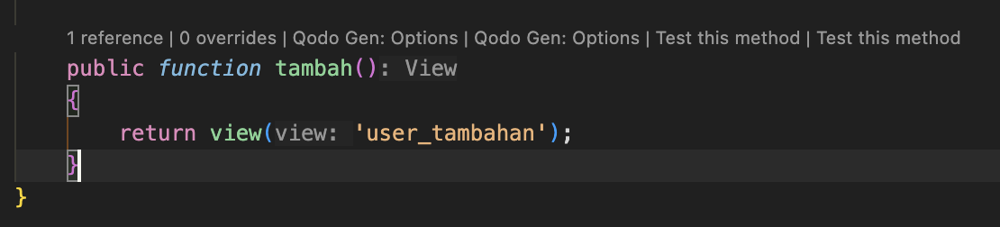 1 reference | 0 overrides | Qodo Gen: Options | Qodo Gen: Options | Test this method | Test this method
public function tambah(): View
{
return view(view: 'user_tambahan');
}
}